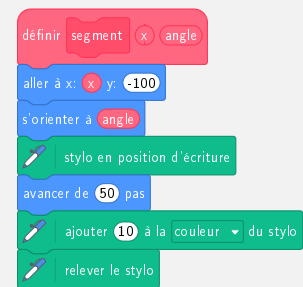 définir segment x angle
aller à x: x y: -100
s'orienter à angle
stylo en position d'écriture
avancer de 50 pas
ajouter 10 à la couleur du stylo
relever le stylo